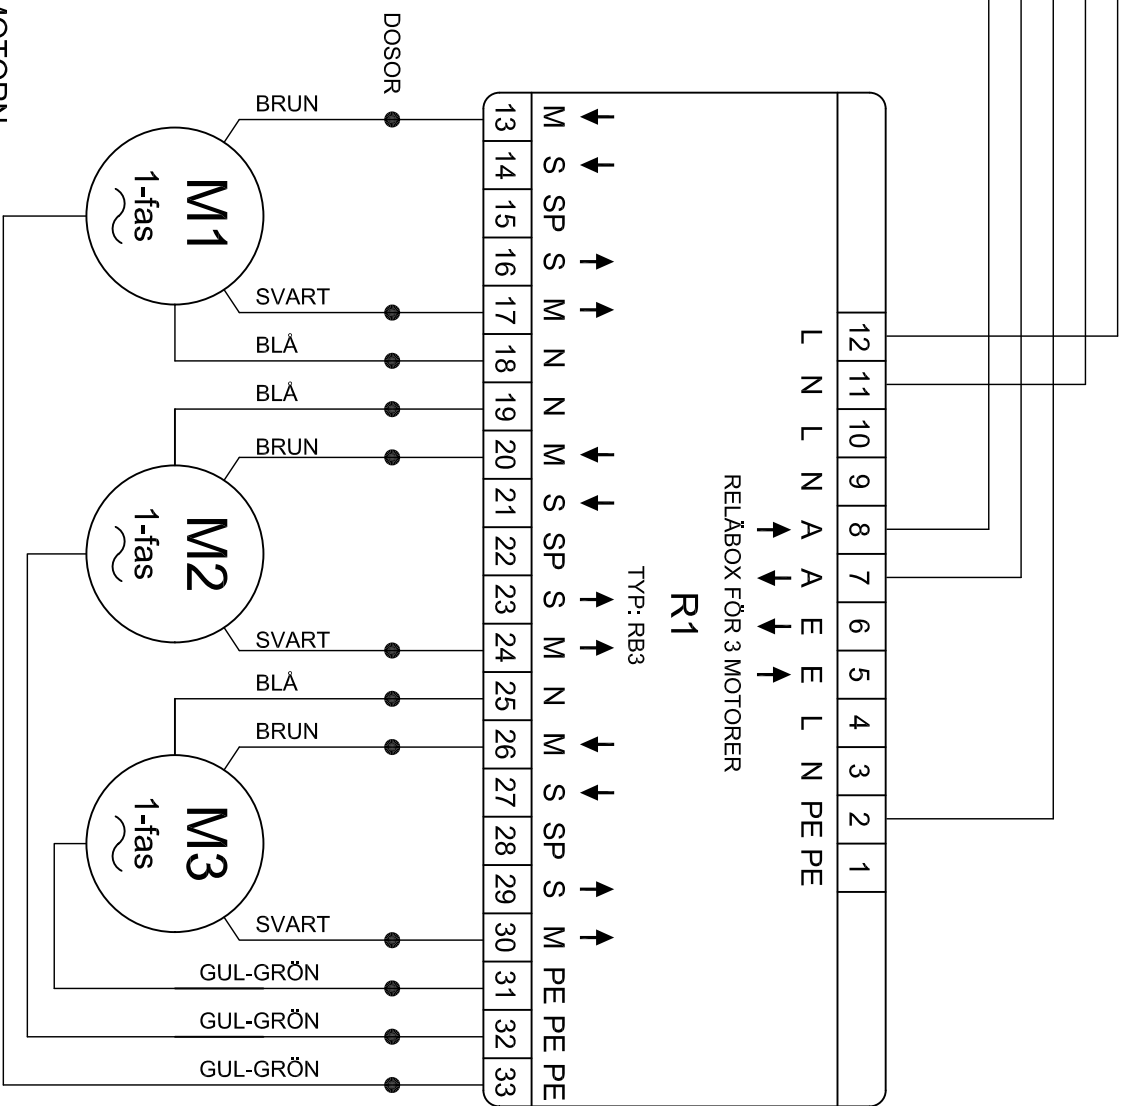 MOTORN
DOSOR
BRUN
SVART
BLÅ
BLÅ
BRUN
SVART
BLÅ
BRUN
SVART
GUL-GRÖN
GUL-GRÖN
GUL-GRÖN
M1
1-fas
M2
1-fas
M3
1-fas
13 14 15 16 17 18 19 20 21 22 23 24 25 26 27 28 29 30 31 32 33
M S SP S M N N M S SP S M N M S SP S M PE PE PE
R1
TYP: RB3
RELÄBOX FÖR 3 MOTORER
L N L N A A E E L N PE PE
12 11 10 9 8 7 6 5 4 3 2 1